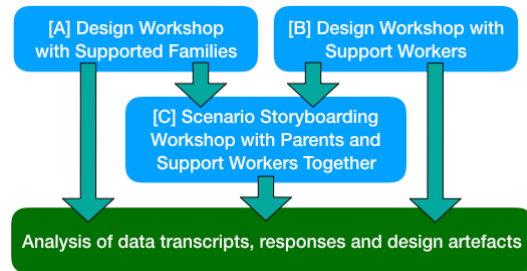 [A] Design Workshop
with Supported Families
[B] Design Workshop with
Support Workers
[C] Scenario Storyboarding
Workshop with Parents and
Support Workers Together
Analysis of data transcripts, responses and design artefacts